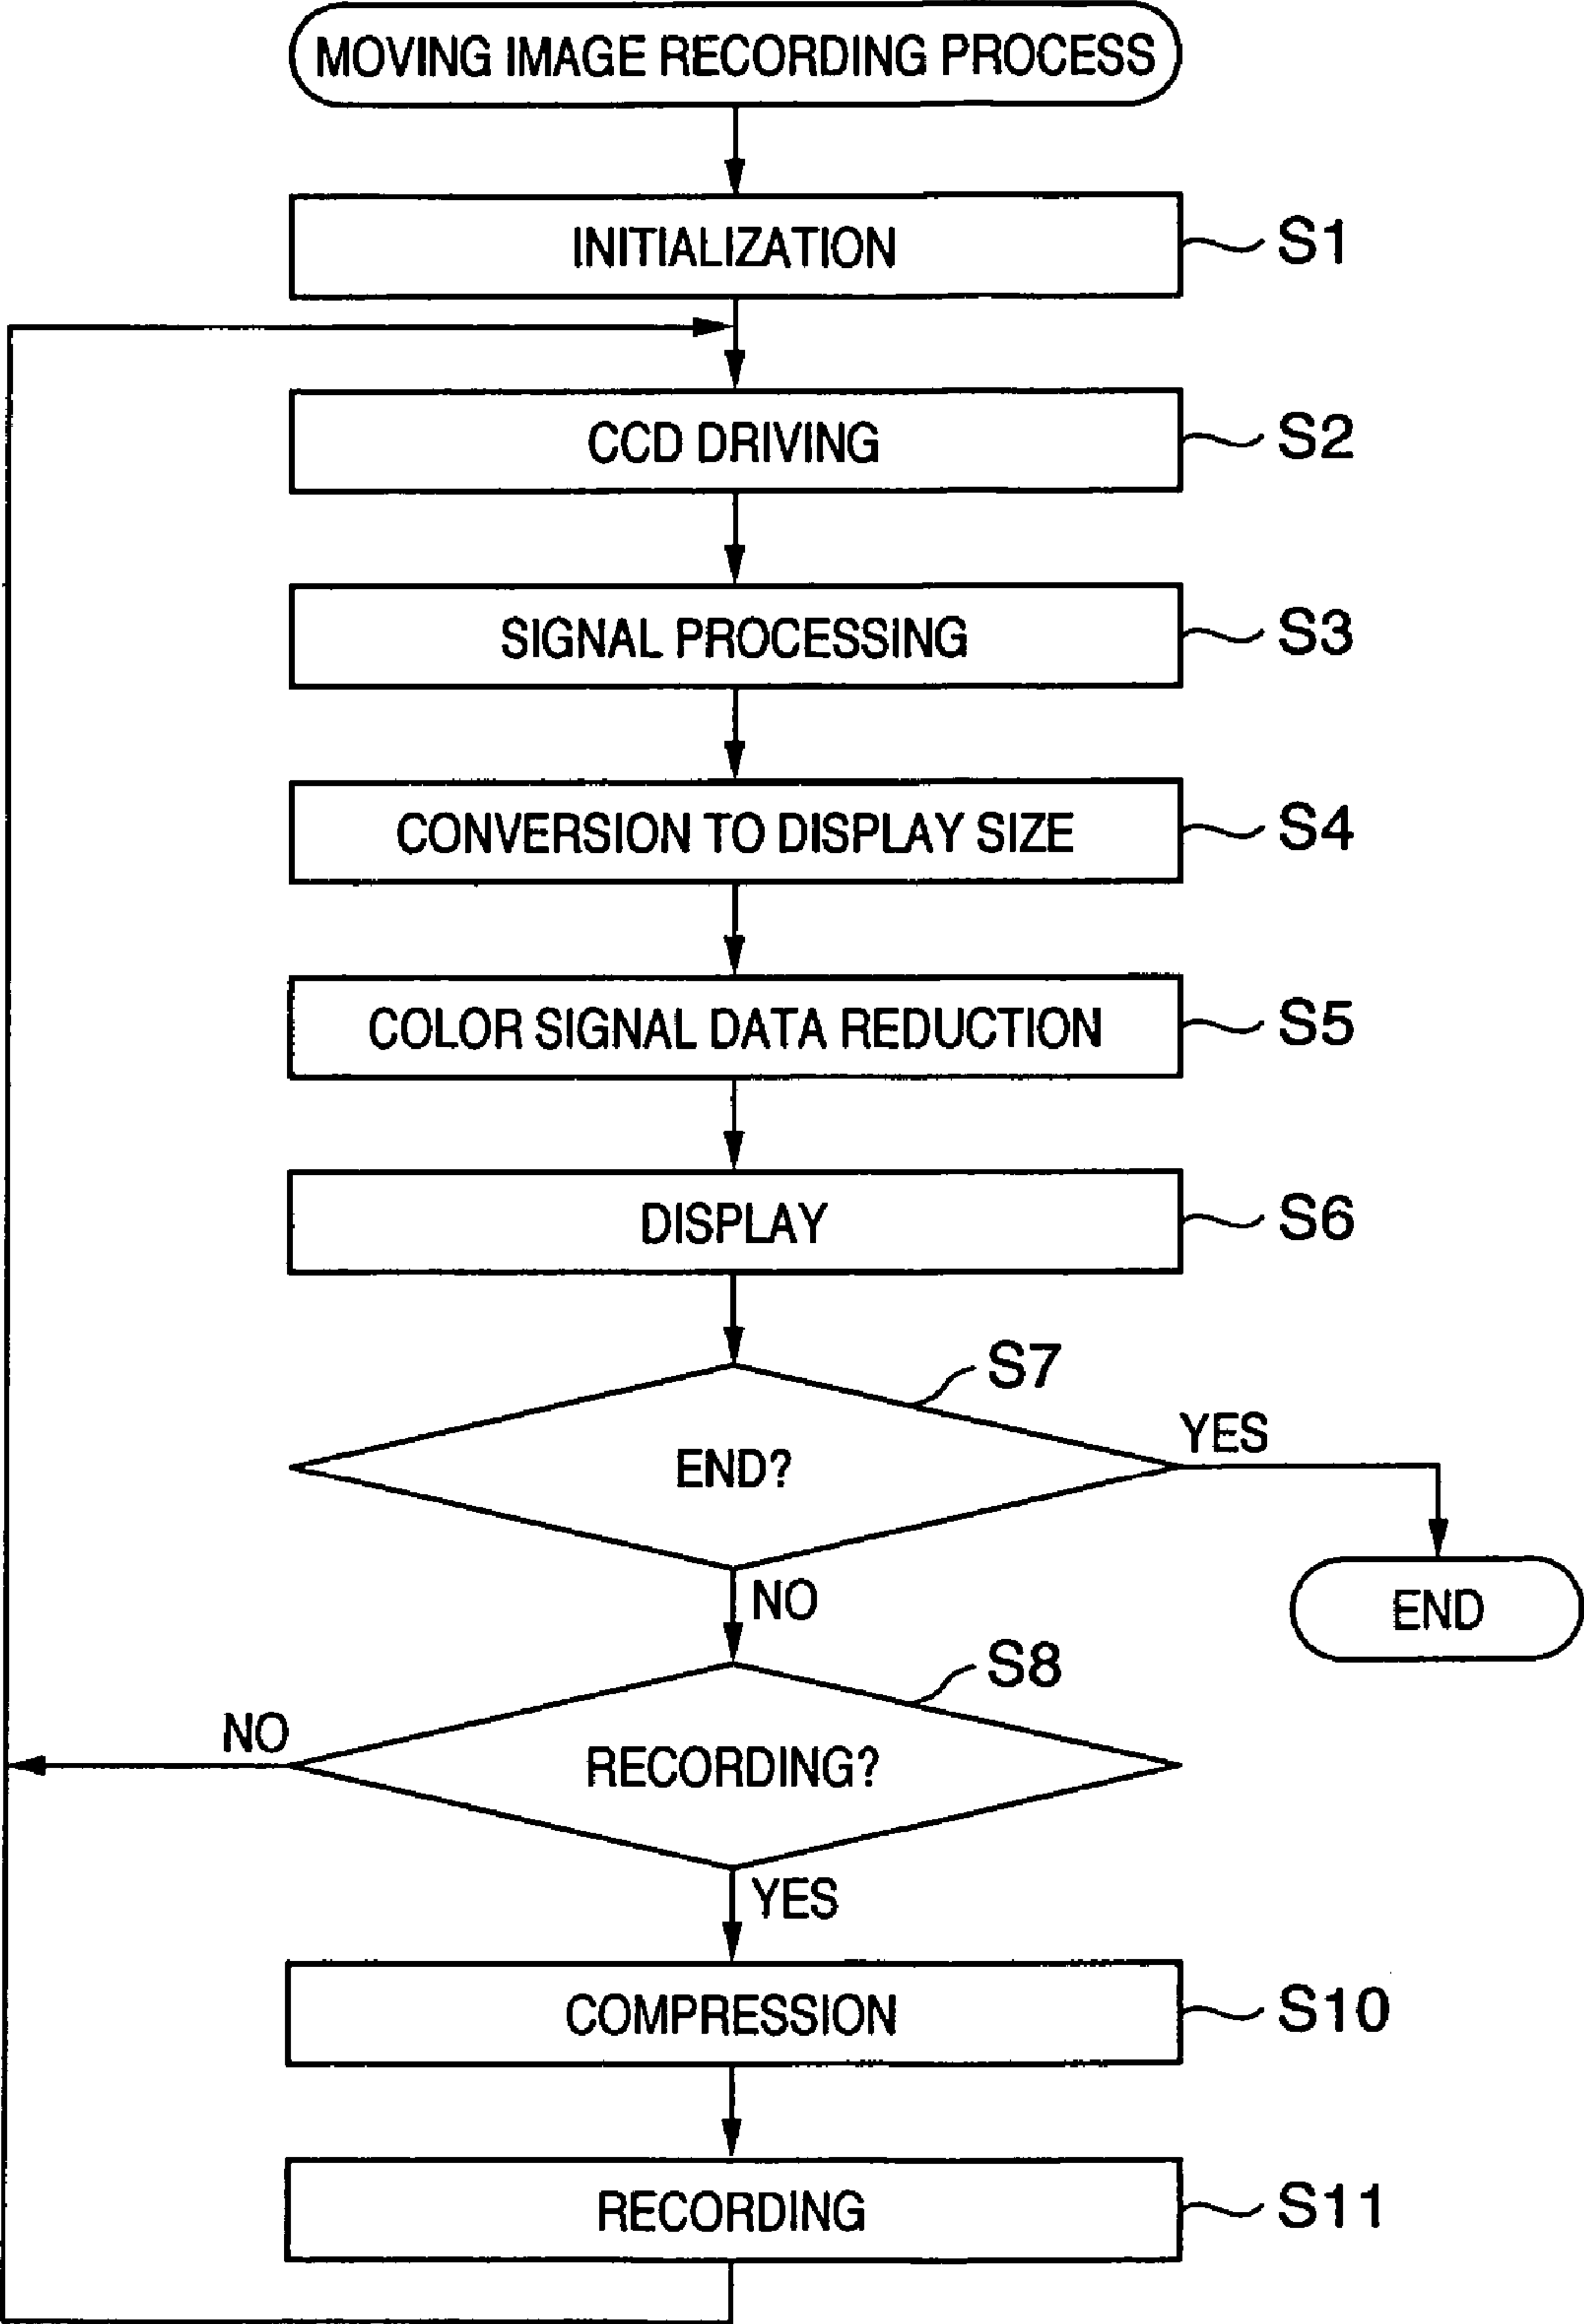 MOVING IMAGE RECORDING PROCESS
INITIALIZATION
S1
CCD DRIVING
S2
SIGNAL PROCESSING
S3
CONVERSION TO DISPLAY SIZE
S4
COLOR SIGNAL DATA REDUCTION
S5
DISPLAY
S6
S7
END?
YES
END
NO
S8
RECORDING?
NO
YES
COMPRESSION
S10
RECORDING
S11